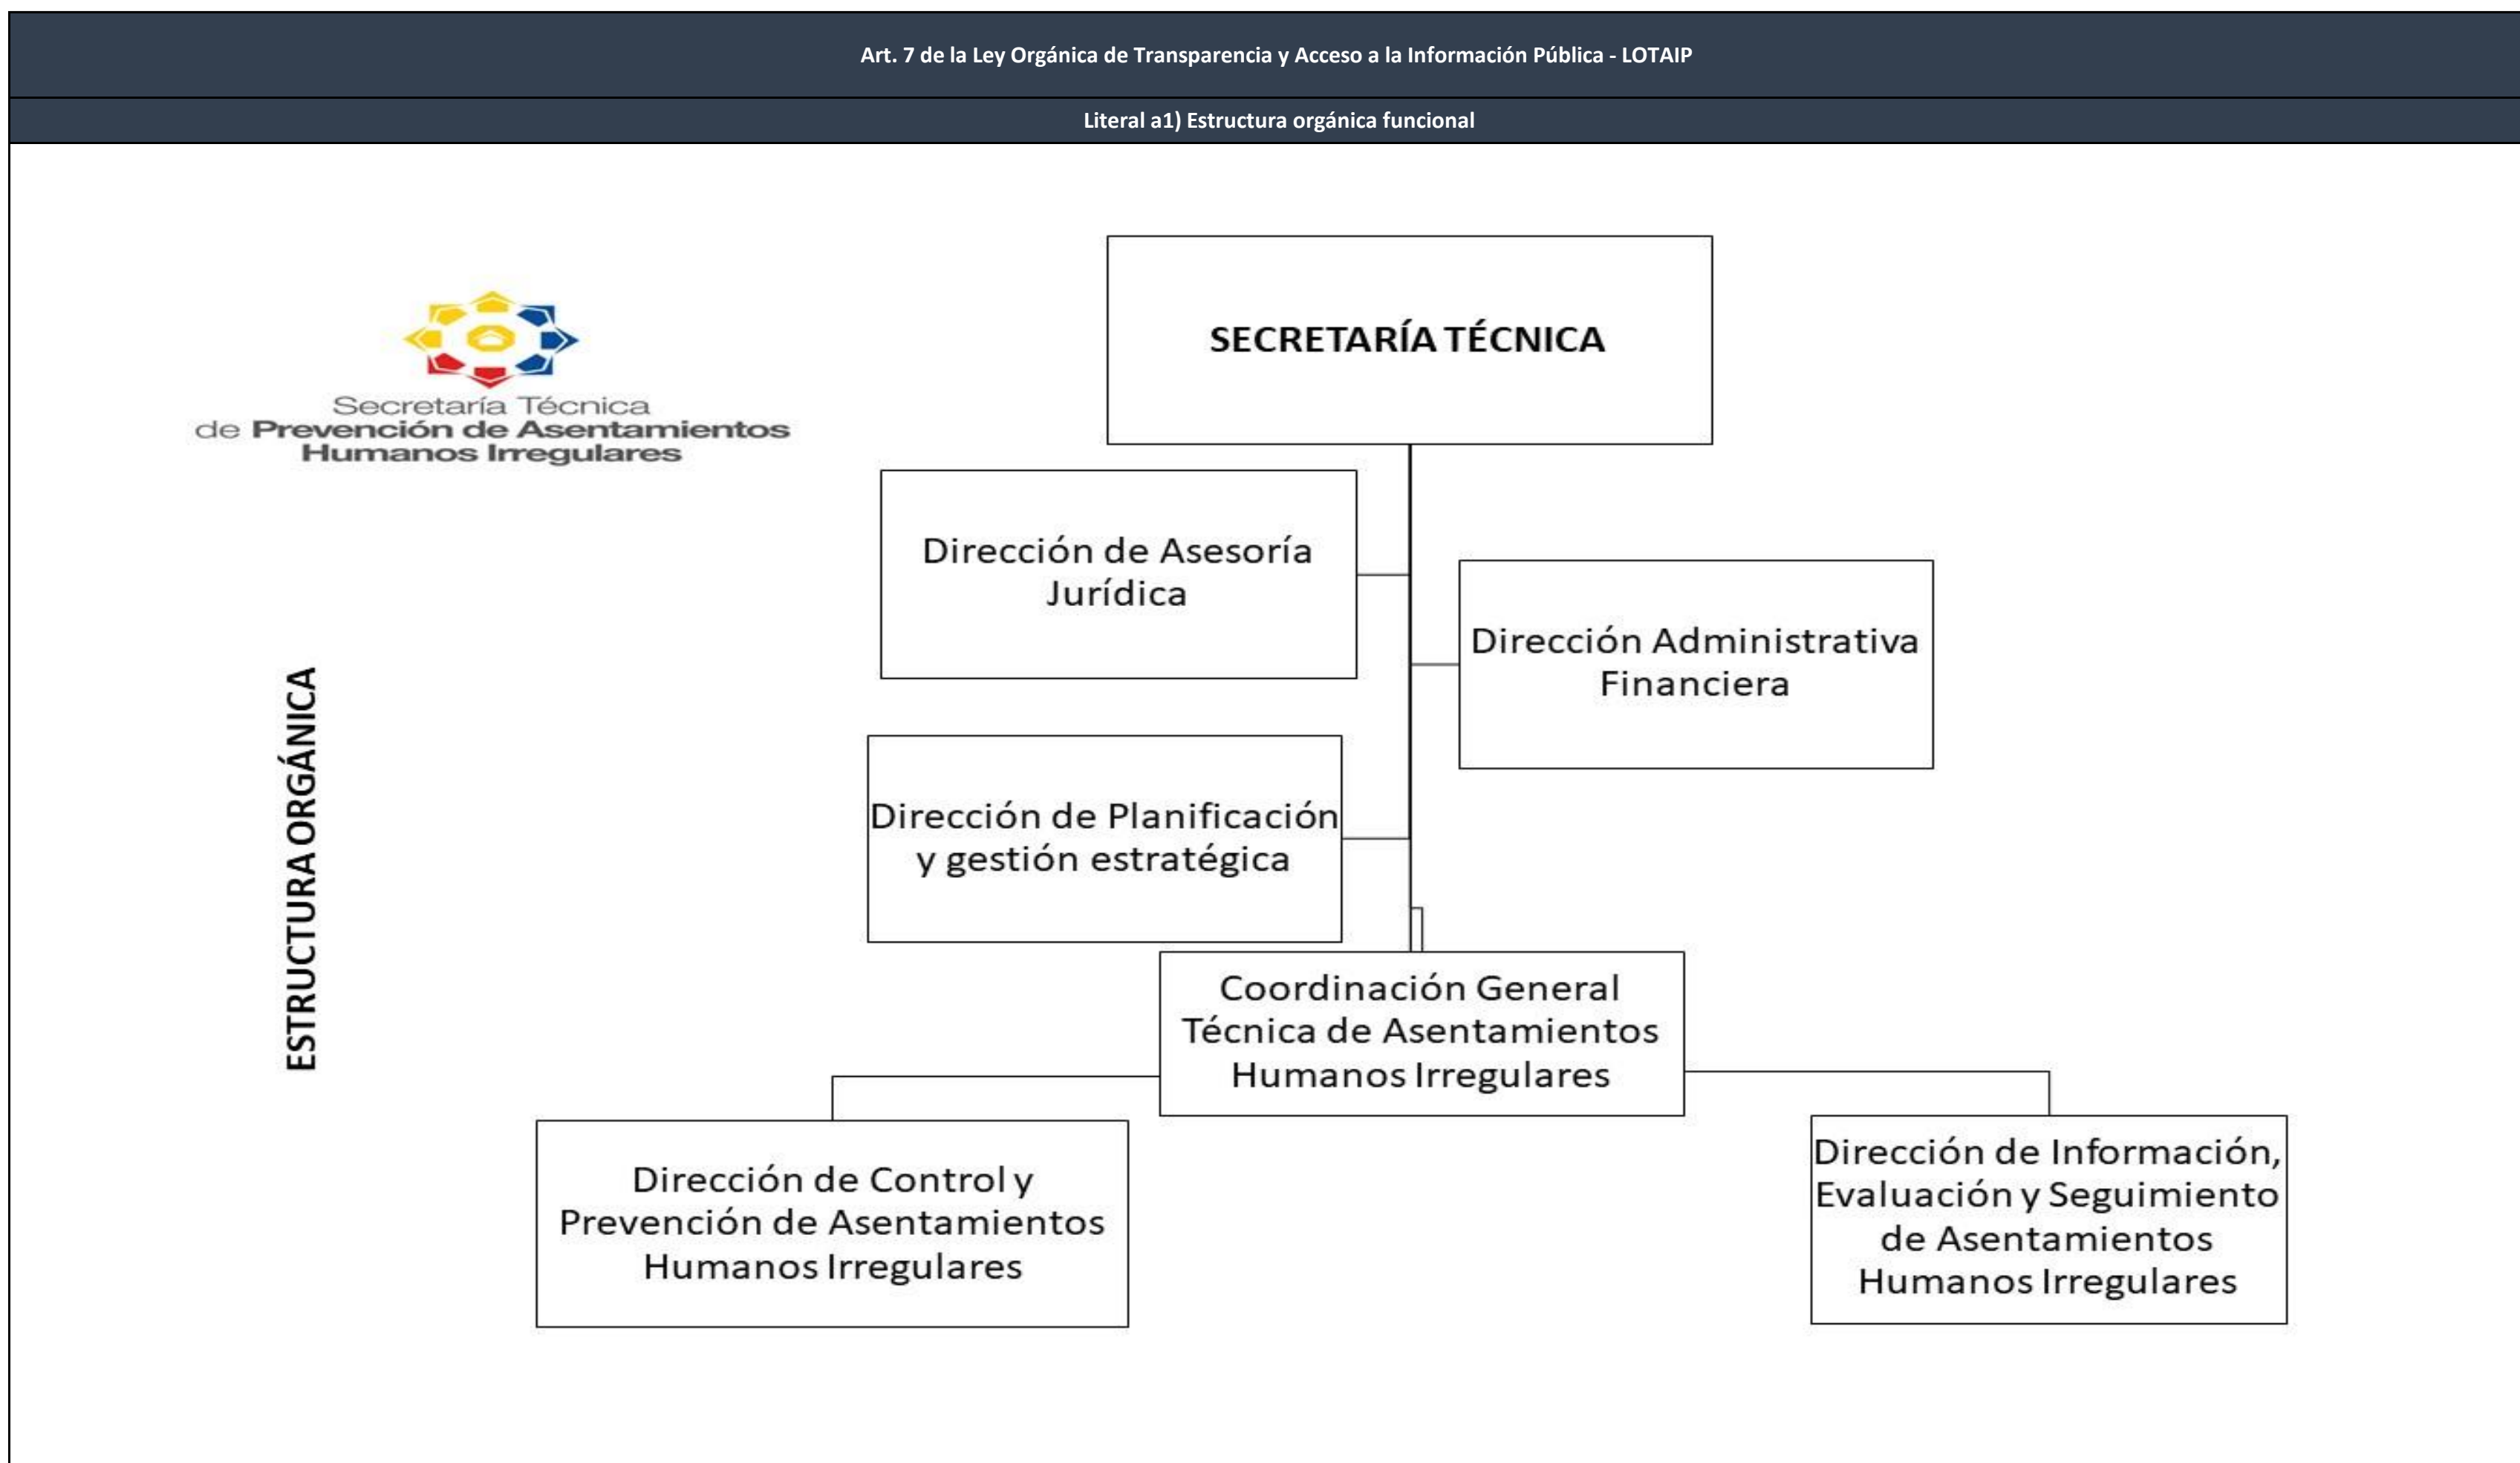 Art. 7 de la Ley Orgánica de Transparencia y Acceso a la Información Pública - LOTAIP
Literal a1) Estructura orgánica funcional
Secretaría Técnica
de Prevención de Asentamientos
Humanos Irregulares
ESTRUCTURA ORGÁNICA
SECRETARÍA TÉCNICA
Dirección de Asesoría
Jurídica
Dirección Administrativa
Financiera
Dirección de Planificación
y gestión estratégica
Coordinación General
Técnica de Asentamientos
Humanos Irregulares
Dirección de Control y
Prevención de Asentamientos
Humanos Irregulares
Dirección de Información,
Evaluación y Seguimiento
de Asentamientos
Humanos Irregulares